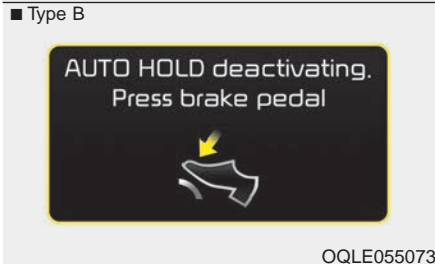 ■ Type B
AUTO HOLD deactivating.
Press brake pedal
OQLE055073